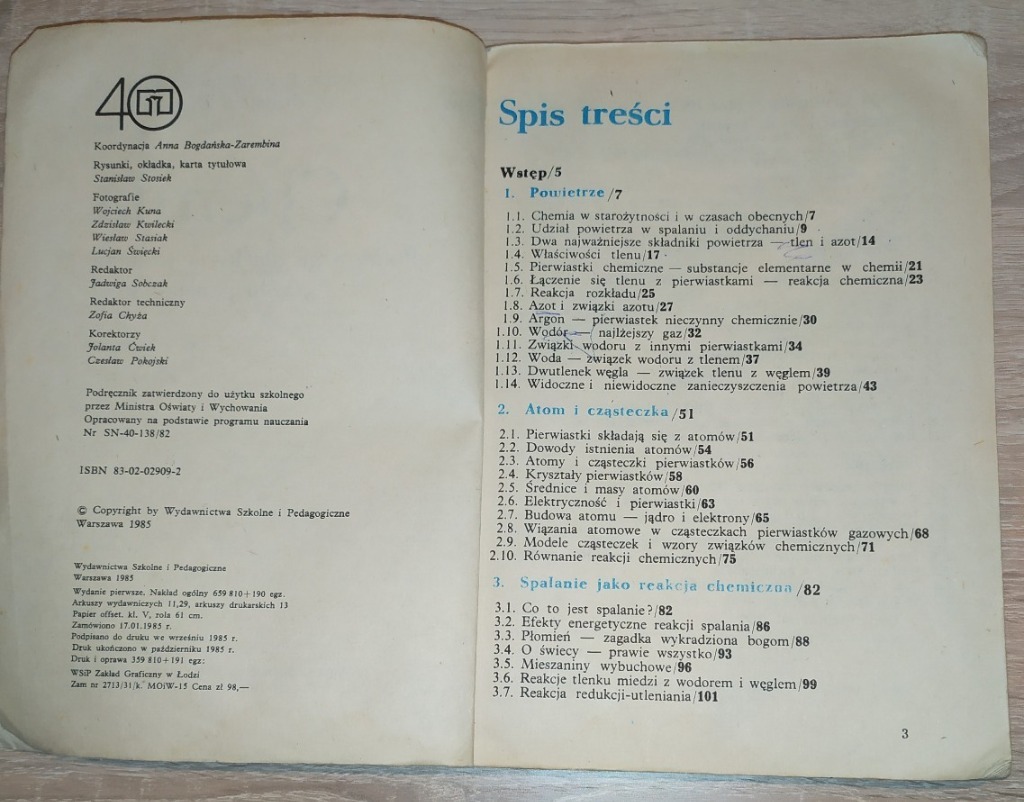 40
Koordynacja Anna Bogdańska-Zarembina
Rysunki, okładka, karta tytułowa
Stanisław Stosiek
Fotografie
Wojciech Kuna
Zdzisław Kwilecki
Wiesław Stasiak
Lucjan Święcki
Redaktor
Jadwiga Sobczak
Redaktor techniczny
Zofia Chyża
Korektorzy
Jolanta Ćwiek
Czesław Pokojski
Podręcznik zatwierdzony do użytku szkolnego
przez Ministra Oświaty i Wychowania
Opracowany na podstawie programu nauczania
Nr SN-40-138/82
ISBN 83-02-02909-2
© Copyright by Wydawnictwa Szkolne i Pedagogiczne
Warszawa 1985
Wydawnictwa Szkolne i Pedagogiczne
Warszawa 1985
Wydanie pierwsze. Nakład ogólny 659 810+190 egz.
Arkuszy wydawniczych 11,29, arkuszy drukarskich 13
Papier offset. kl. V, rola 61 cm.
Zamówiono 17.01.1985 r.
Podpisano do druku we wrześniu 1985 r.
Druk ukończono w październiku 1985 r.
Druk i oprawa 359 810+191 egz:
WSiP Zakład Graficzny w Łodzi
Zam nr 2713/31/k. MOiW-15 Cena zł 98,—
Spis treści
Wstęp/5
1. Powietrze/7
1.1. Chemia w starożytności i w czasach obecnych/7
1.2. Udział powietrza w spalaniu i oddychaniu/9
1.3. Dwa najważniejsze składniki powietrza — tlen i azot/14
1.4. Właściwości tlenu/17
1.5. Pierwiastki chemiczne — substancje elementarne w chemii/21
1.6. Łączenie się tlenu z pierwiastkami — reakcja chemiczna/23
1.7. Reakcja rozkładu/25
1.8. Azot i związki azotu/27
1.9. Argon — pierwiastek nieczynny chemicznie/30
1.10. Wodór — najlżejszy gaz/32
1.11. Związki wodoru z innymi pierwiastkami/34
1.12. Woda — związek wodoru z tlenem/37
1.13. Dwutlenek węgla — związek tlenu z węglem/39
1.14. Widoczne i niewidoczne zanieczyszczenia powietrza/43
2. Atom i cząsteczka/51
2.1. Pierwiastki składają się z atomów/51
2.2. Dowody istnienia atomów/54
2.3. Atomy i cząsteczki pierwiastków/56
2.4. Kryształy pierwiastków/58
2.5. Średnice i masy atomów/60
2.6. Elektryczność i pierwiastki/63
2.7. Budowa atomu — jądro i elektrony/65
2.8. Wiązania atomowe w cząsteczkach pierwiastków gazowych/68
2.9. Modele cząsteczek i wzory związków chemicznych/71
2.10. Równanie reakcji chemicznych/75
3. Spalanie jako reakcja chemiczna/82
3.1. Co to jest spalanie?/82
3.2. Efekty energetyczne reakcji spalania/86
3.3. Płomień — zagadka wykradziona bogom/88
3.4. O świecy — prawie wszystko/93
3.5. Mieszaniny wybuchowe/96
3.6. Reakcje tlenku miedzi z wodorem i węglem/99
3.7. Reakcja redukcji-utleniania/101
3